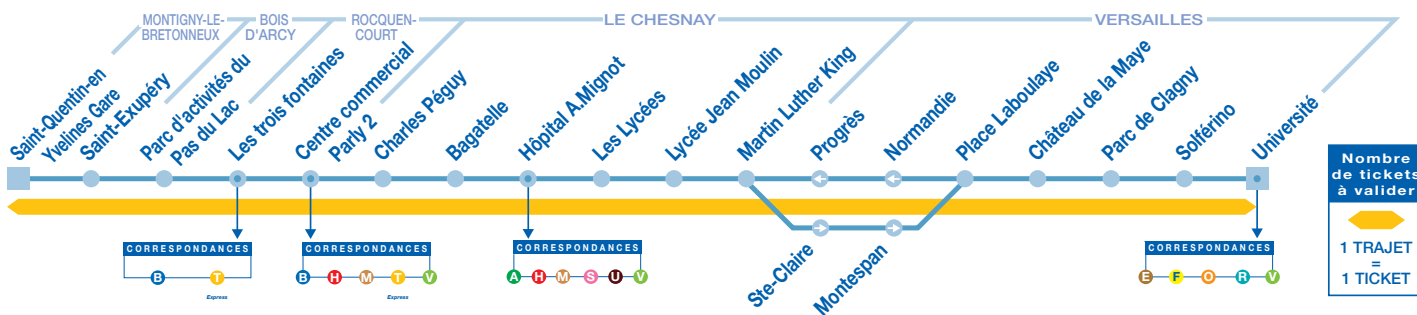 MONTIGNY-LE-
BRETONNEUX
BOIS
D'ARCY
ROCQUEN-
COURT
LE CHESNAY
VERSAILLES
Saint-Quentin-en
Yvelines Gare
Saint-Exupéry
Parc d'activités du
Pas du Lac
Les trois fontaines
Centre commercial
Parly 2
Charles Péguy
Bagatelle
Hôpital A.Mignot
Les Lycées
Lycée Jean Moulin
Martin Luther King
Progrès
Normandie
Place Laboulaye
Château de la Maye
Parc de Clagny
Solférino
Université
Ste-Claire
Montespan
CORRESPONDANCES
B T
Express
CORRESPONDANCES
B H M T V
Express
CORRESPONDANCES
A H M S U V
CORRESPONDANCES
E F O R V
Nombre
de tickets
à valider
1 TRAJET
=
1 TICKET